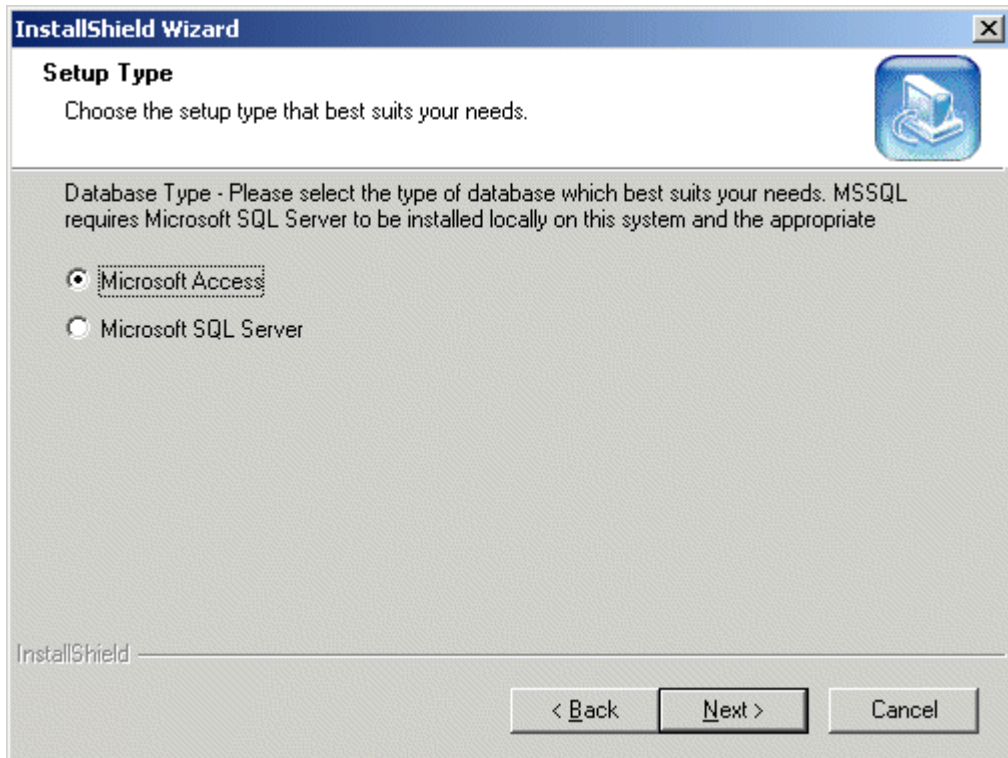 InstallShield Wizard
Setup Type
Choose the setup type that best suits your needs.
Database Type - Please select the type of database which best suits your needs. MSSQL
requires Microsoft SQL Server to be installed locally on this system and the appropriate
Microsoft Access
Microsoft SQL Server
InstallShield
< Back
Next >
Cancel